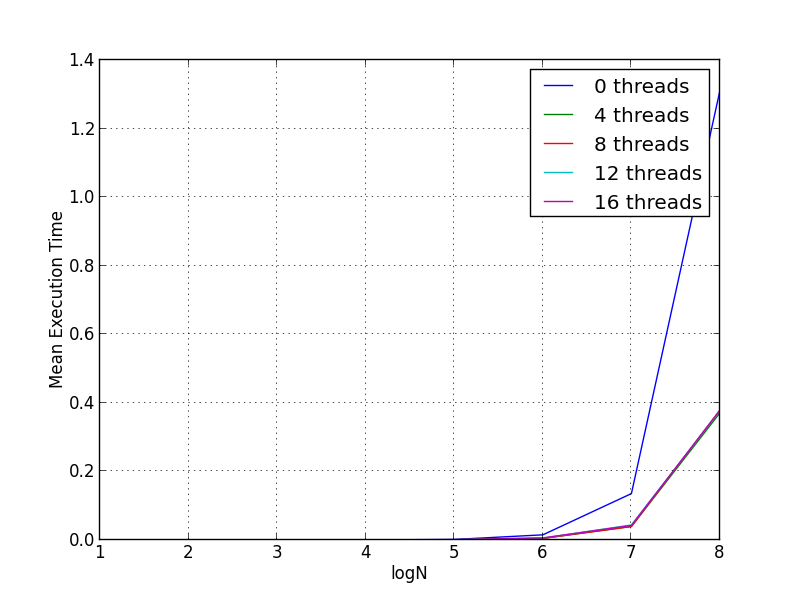 1.4
1.2
1.0
0.8
0.6
0.4
0.2
0.0
Mean Execution Time
0 threads
4 threads
8 threads
12 threads
16 threads
1 2 3 4 5 6 7 8
logN